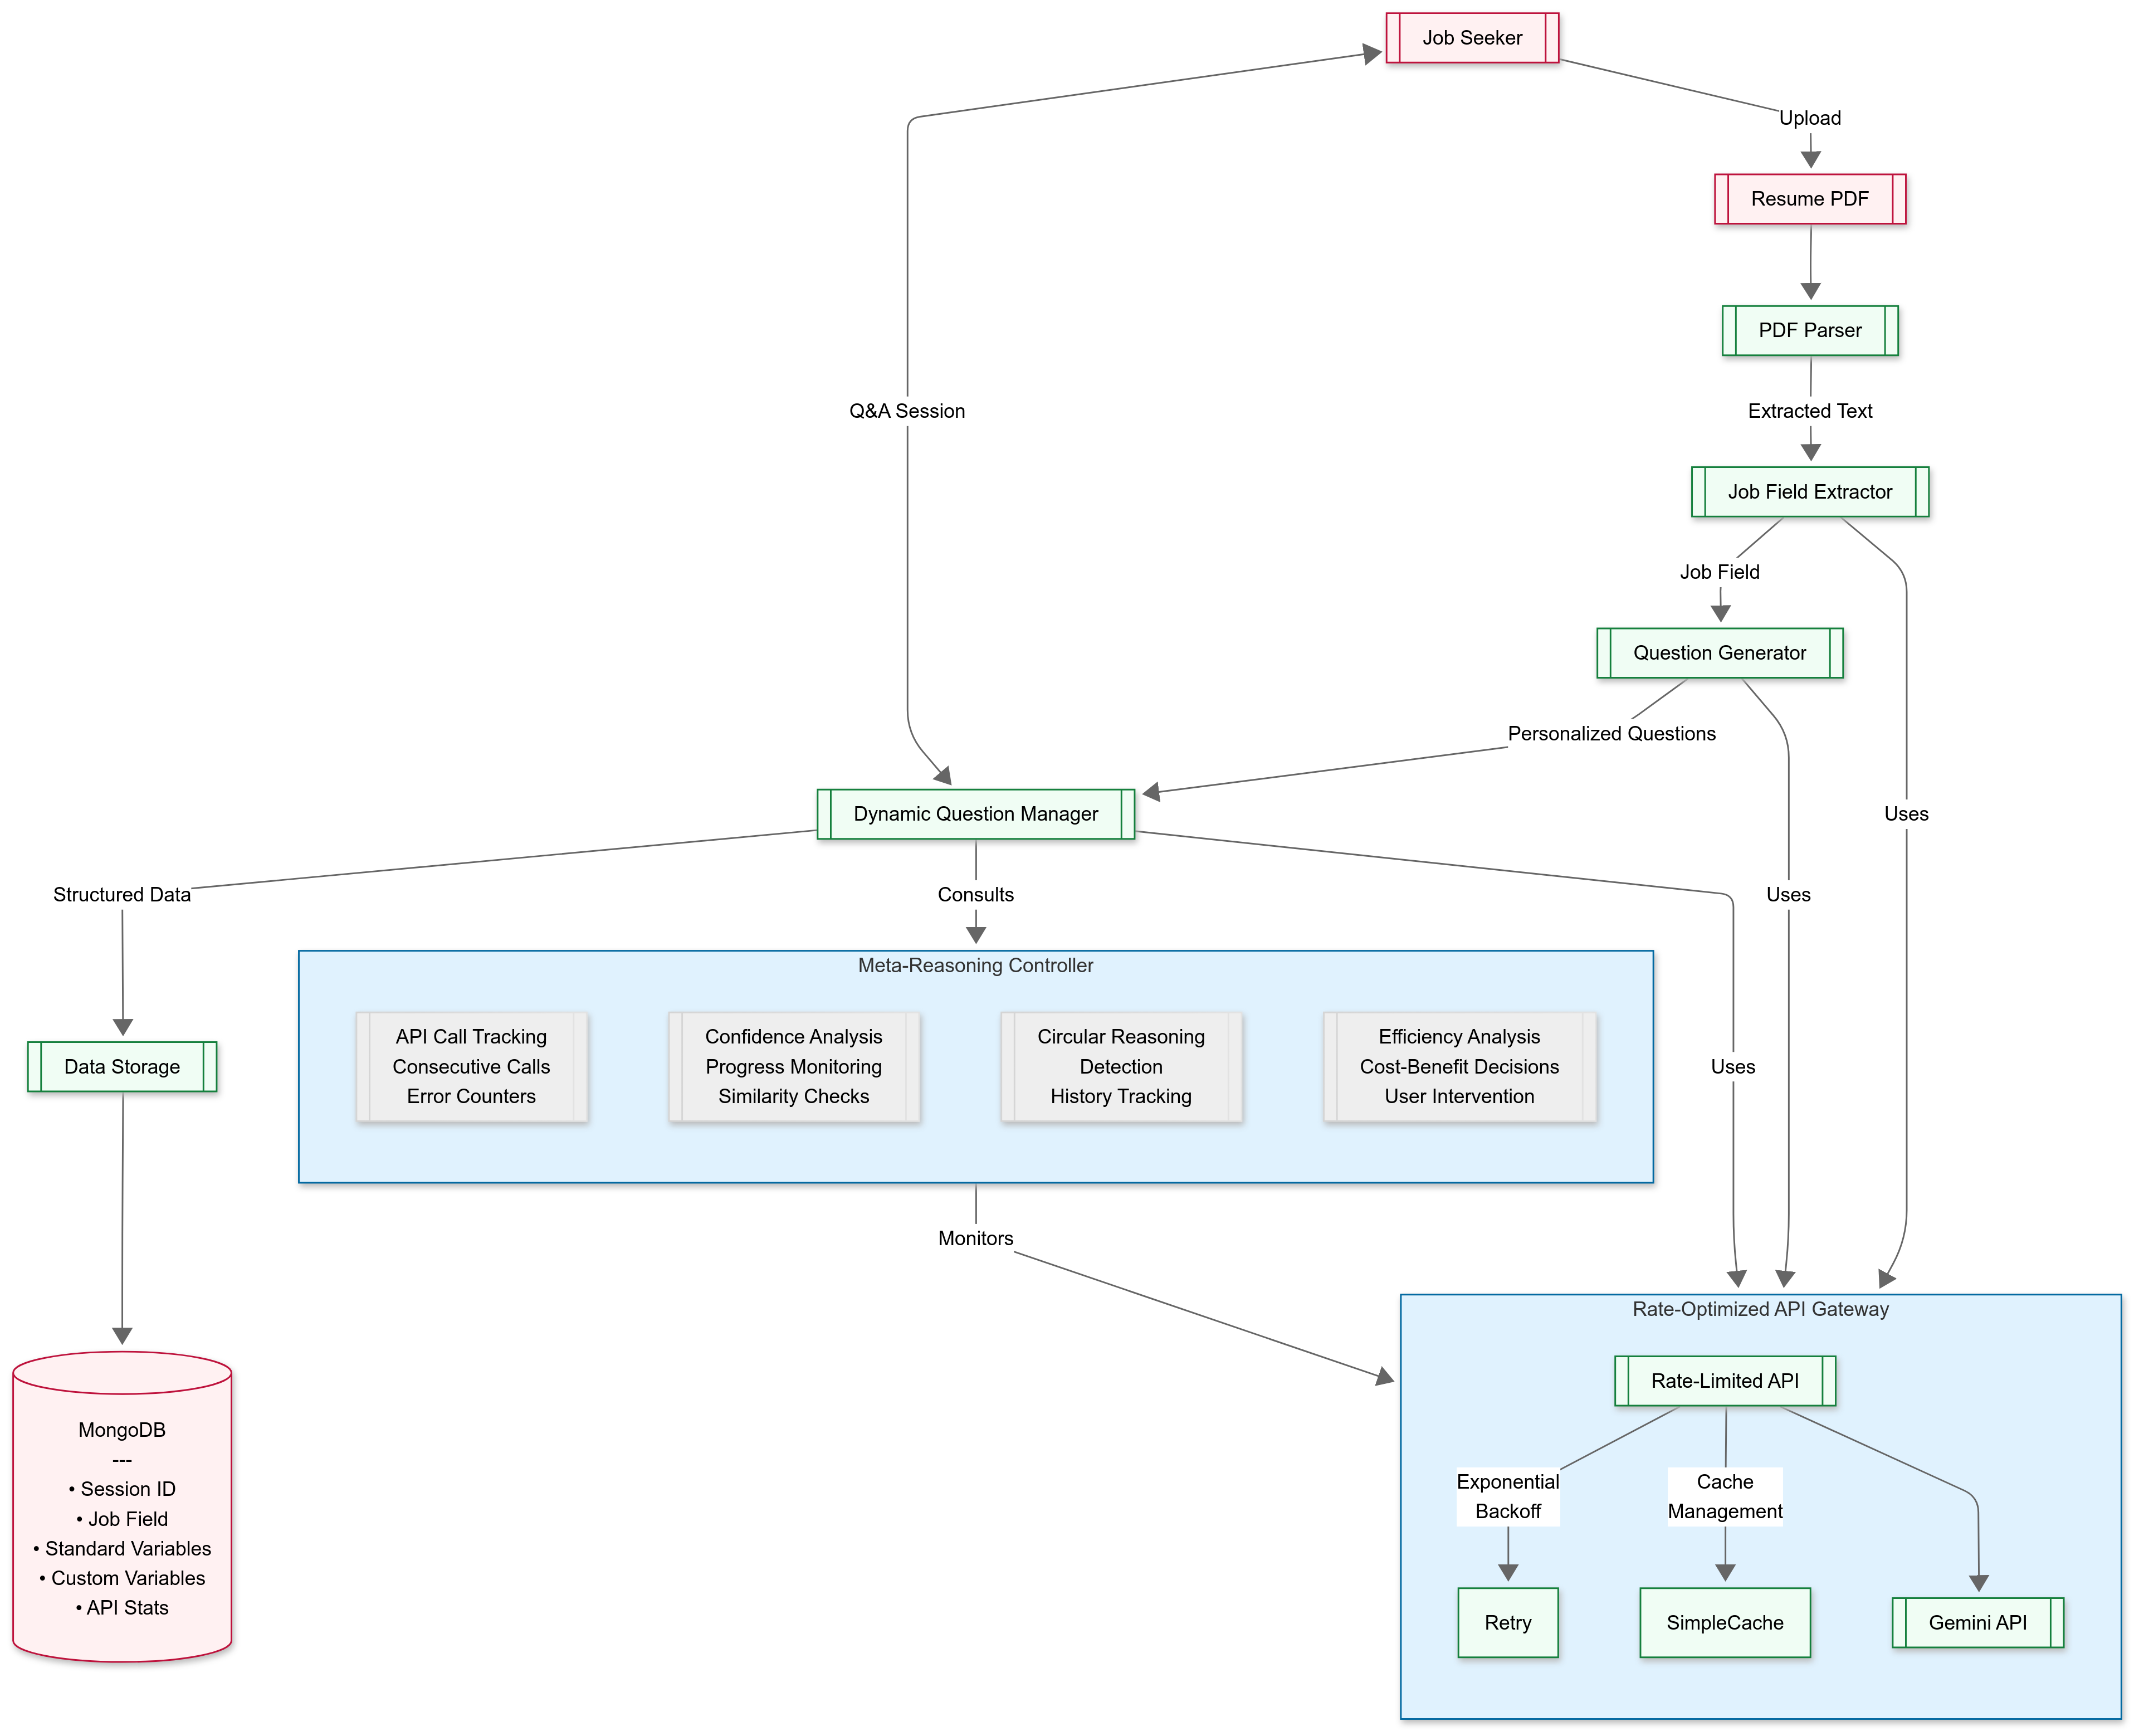 Job Seeker
Upload
Resume PDF
PDF Parser
Q&A Session
Extracted Text
Job Field Extractor
Job Field
Question Generator
Personalized Questions
Dynamic Question Manager
Uses
Structured Data
Consults
Uses
Meta-Reasoning Controller
API Call Tracking
Consecutive Calls
Error Counters
Confidence Analysis
Progress Monitoring
Similarity Checks
Circular Reasoning
Detection
History Tracking
Efficiency Analysis
Cost-Benefit Decisions
User Intervention
Data Storage
Uses
Monitors
Rate-Optimized API Gateway
Rate-Limited API
MongoDB
---
• Session ID
• Job Field
• Standard Variables
• Custom Variables
• API Stats
Exponential
Backoff
Cache
Management
Retry
SimpleCache
Gemini API